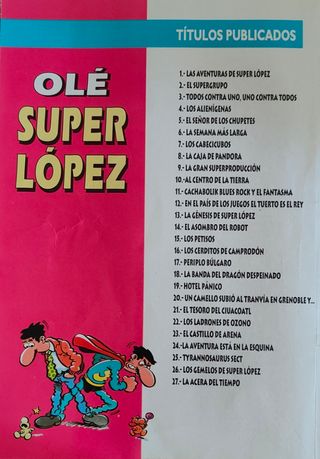 TÍTULOS PUBLICADOS
OLÉ
SUPER
LÓPEZ
1.- LAS AVENTURAS DE SUPER LÓPEZ
2.- EL SUPERGRUPO
3.- TODOS CONTRA UNO, UNO CONTRA TODOS
4.- LOS ALIENÍGENAS
5.- EL SEÑOR DE LOS CHUPETES
6.- LA SEMANA MÁS LARGA
7.- LOS CABECICUBOS
8.- LA CAJA DE PANDORA
9.- LA GRAN SUPERPRODUCCIÓN
10.-AL CENTRO DE LA TIERRA
11.- CACHABOLIK BLUES ROCK Y EL FANTASMA
12.- EN EL PAÍS DE LOS JUEGOS EL TUERTO ES EL REY
13.- LA GÉNESIS DE SUPER LÓPEZ
14.- EL ASOMBRO DEL ROBOT
15.- LOS PETISOS
16.- LOS CERDITOS DE CAMPRODÓN
17.- PERIPLO BÚLGARO
18.- LA BANDA DEL DRAGÓN DESPEINADO
19.- HOTEL PÁNICO
20.- UN CAMELLO SUBIÓ AL TRANVÍA EN GRENOBLE Y...
21.- EL TESORO DEL CIUACOATL
22.- LOS LADRONES DE OZONO
23.- EL CASTILLO DE ARENA
24.-LA AVENTURA ESTÁ EN LA ESQUINA
25.- TYRANNOSAURUS SECT
26.- LOS GEMELOS DE SUPER LÓPEZ
27.- LA ACERA DEL TIEMPO